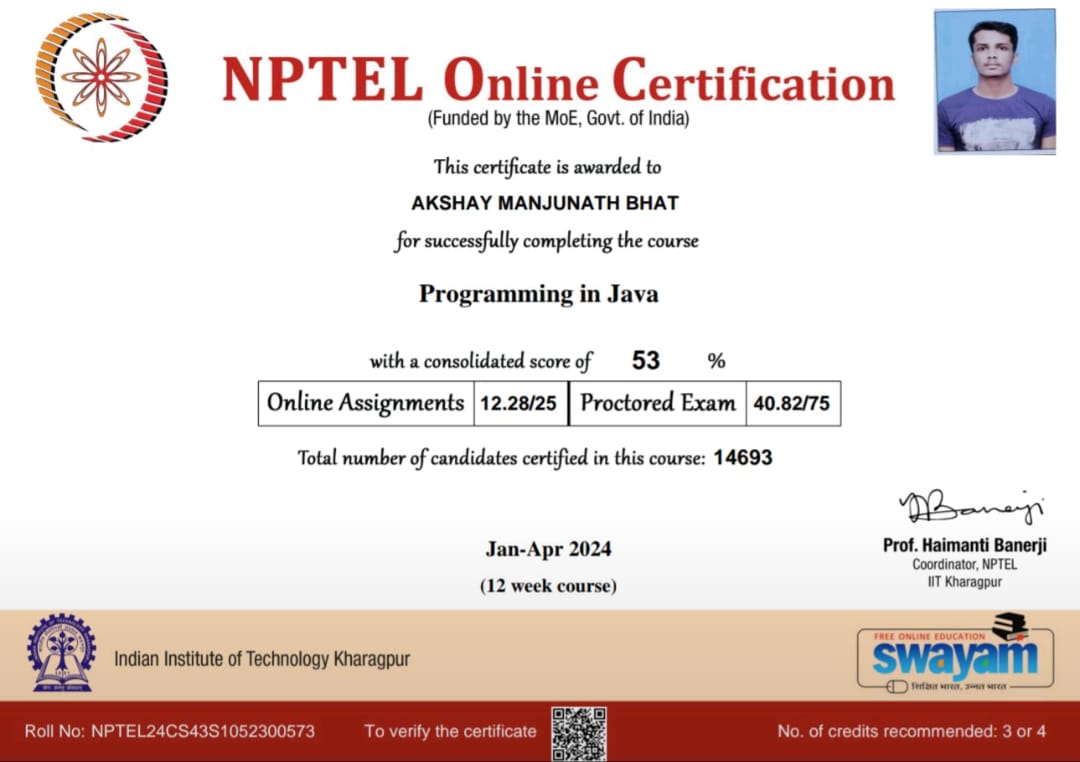 NPTEL Online Certification
(Funded by the MoE, Govt. of India)
This certificate is awarded to
AKSHAY MANJUNATH BHAT
for successfully completing the course
Programming in Java
with a consolidated score of 53 %
Online Assignments 12.28/25 Proctored Exam 40.82/75
Total number of candidates certified in this course: 14693
Banerji
Jan-Apr 2024
(12 week course)
Prof. Haimanti Banerji
Coordinator, NPTEL
IIT Kharagpur
Indian Institute of Technology Kharagpur
FREE ONLINE EDUCATION
swayam
शिक्षित भारत, उन्नत भारत
Roll No: NPTEL24CS43S1052300573
To verify the certificate
No. of credits recommended: 3 or 4